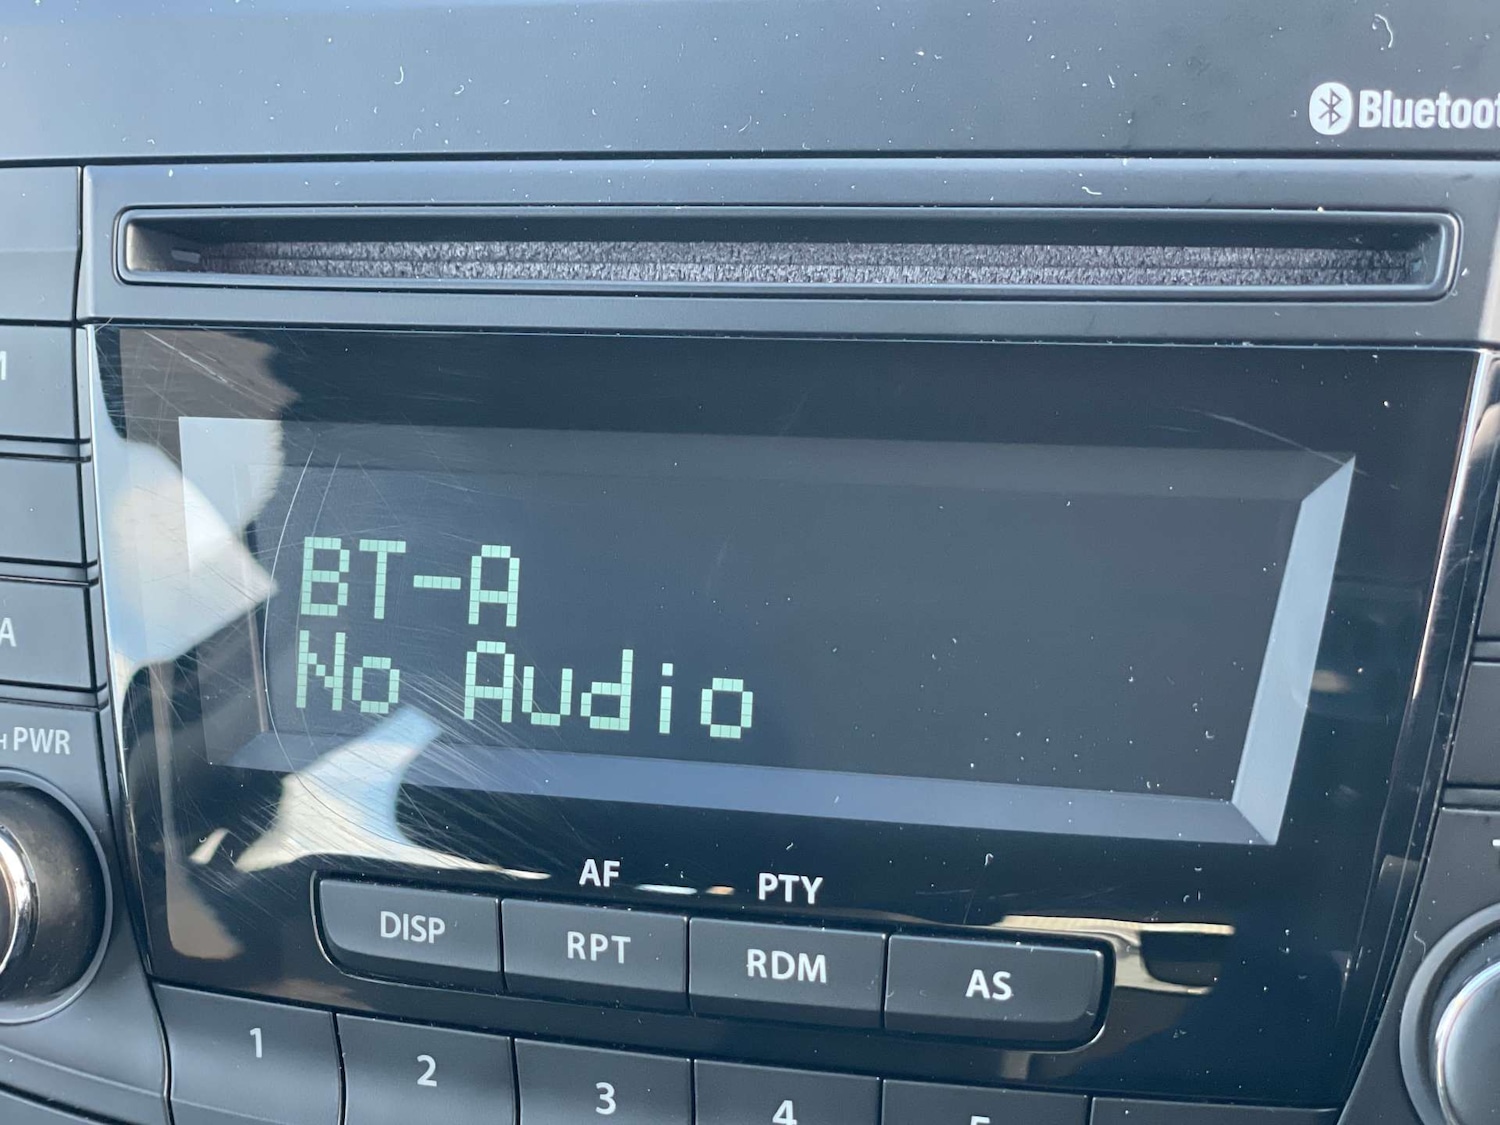 Bluetoot
BT-A
No Audio
PWR
AF
PTY
DISP
RPT
RDM
AS
1
2
3
4
A